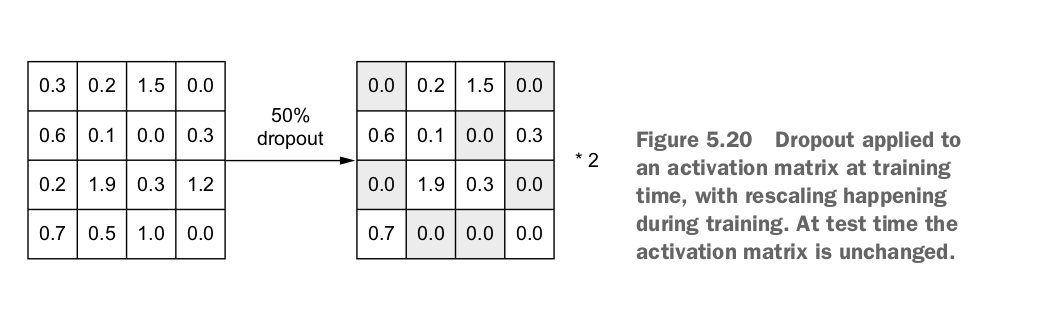 0.3 0.2 1.5 0.0
0.6 0.1 0.0 0.3
0.2 1.9 0.3 1.2
0.7 0.5 1.0 0.0
50%
dropout
0.0 0.2 1.5 0.0
0.6 0.1 0.0 0.3
0.0 1.9 0.3 0.0
0.7 0.0 0.0 0.0
* 2
Figure 5.20 Dropout applied to
an activation matrix at training
time, with rescaling happening
during training. At test time the
activation matrix is unchanged.